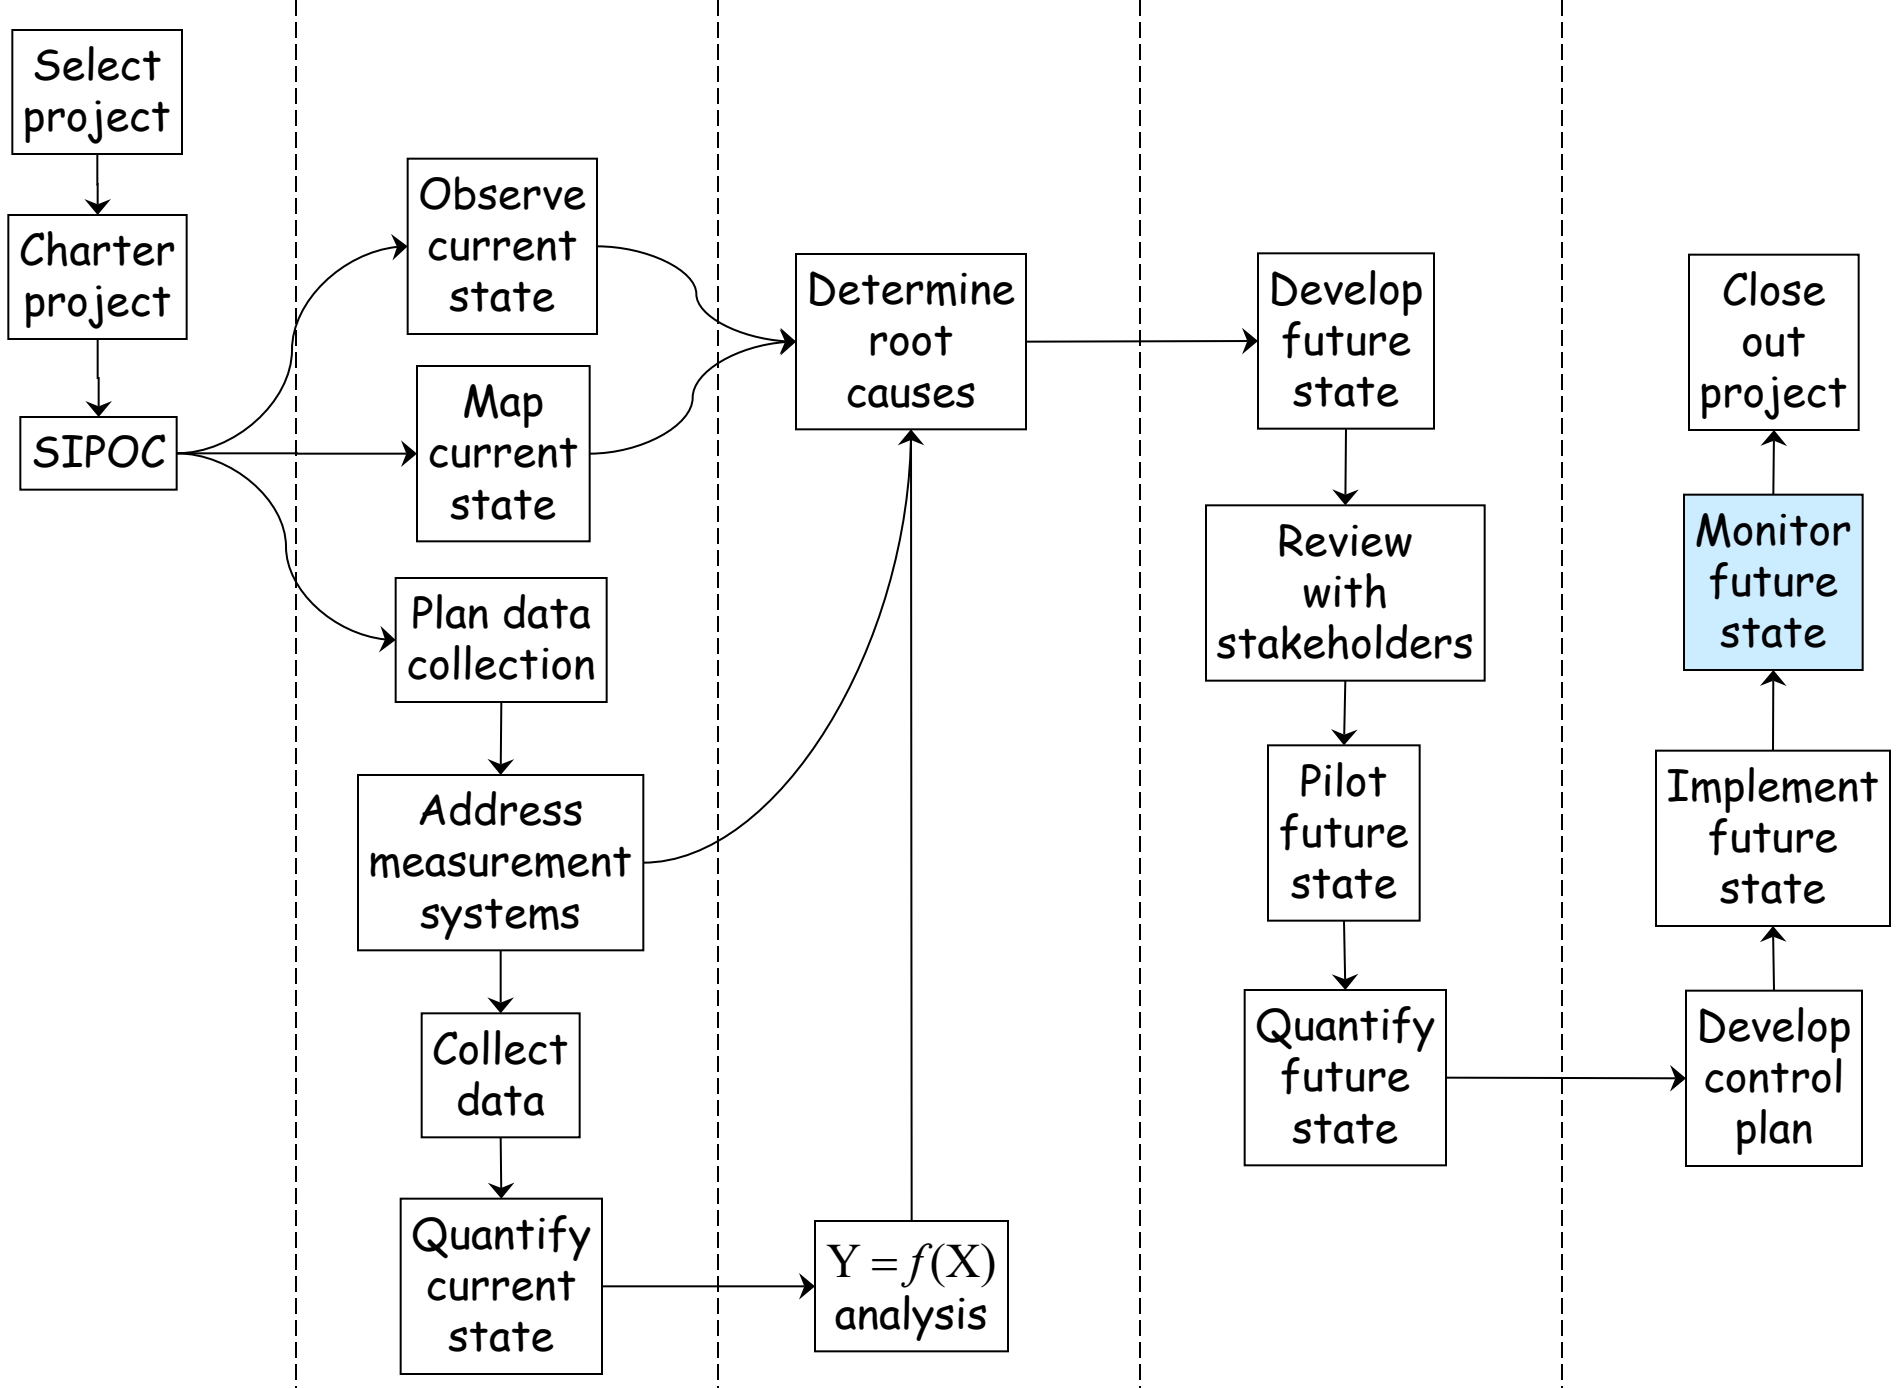 Select
project
Charter
project
SIPOC
Observe
current
state
Map
current
state
Plan data
collection
Address
measurement
systems
Collect
data
Quantify
current
state
Determine
root
causes
Y = f(X)
analysis
Develop
future
state
Review
with
stakeholders
Pilot
future
state
Quantify
future
state
Close
out
project
Monitor
future
state
Implement
future
state
Develop
control
plan